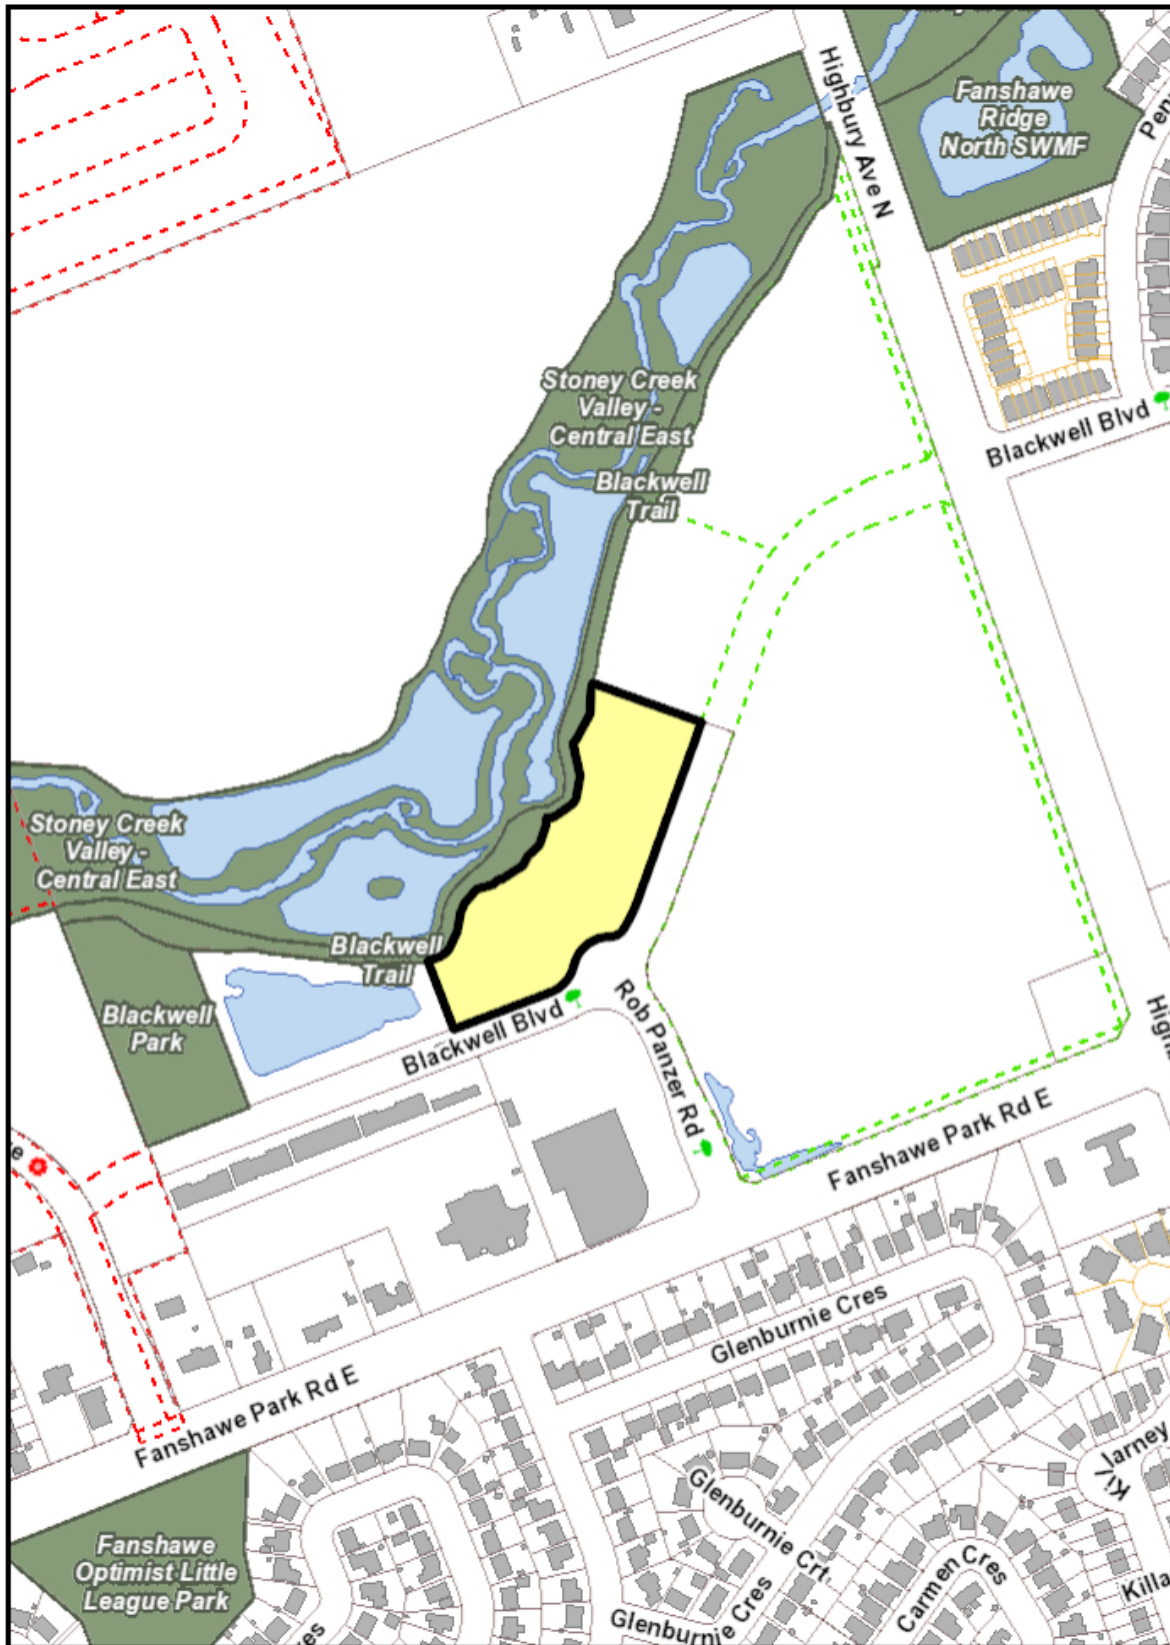 Highbury Ave N
Fanshawe
Ridge
North SWMF
Stoney Creek
Valley -
Central East
Blackwell
Trail
Blackwell Blvd
Stoney Creek
Valley -
Central East
Blackwell
Trail
Blackwell
Park
Blackwell Blvd
Rob Panzer Rd
Fanshawe Park Rd E
Glenburnie Cres
Fanshawe Park Rd E
Glenburnie Crt
Carmen Cres
Glenburnie Cres
Fanshawe
Optimist Little
League Park